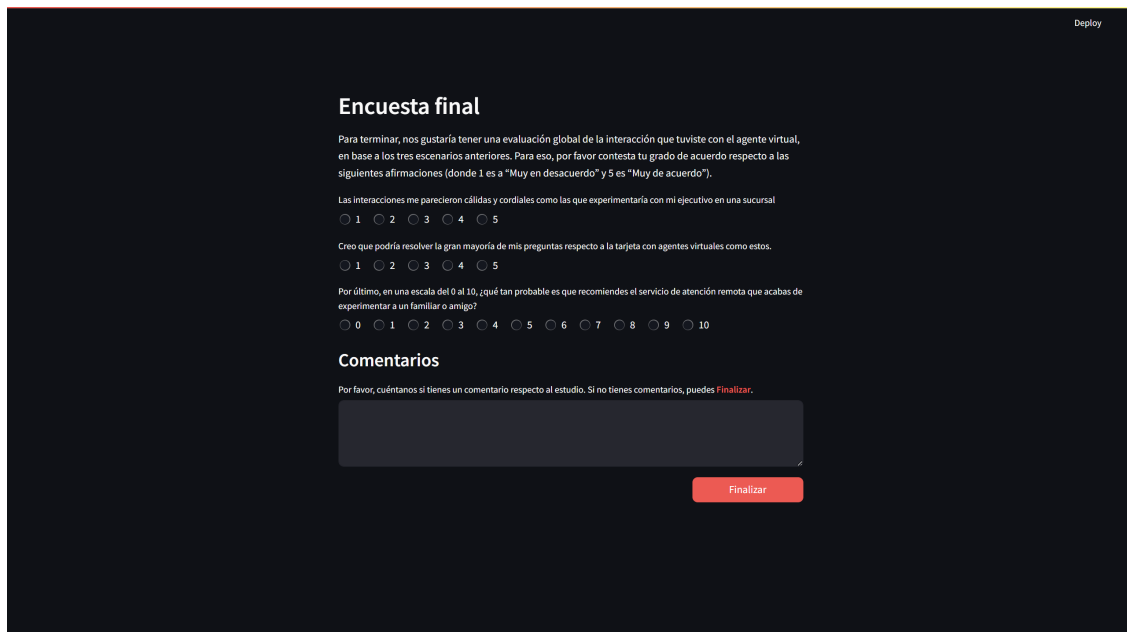 Deploy
Encuesta final
Para terminar, nos gustaría tener una evaluación global de la interacción que tuviste con el agente virtual,
en base a los tres escenarios anteriores. Para eso, por favor contesta tu grado de acuerdo respecto a las
siguientes afirmaciones (donde 1 es a “Muy en desacuerdo” y 5 es “Muy de acuerdo”).
Las interacciones me parecieron cálidas y cordiales como las que experimentaría con mi ejecutivo en una sucursal
1 2 3 4 5
Creo que podría resolver la gran mayoría de mis preguntas respecto a la tarjeta con agentes virtuales como estos.
1 2 3 4 5
Por último, en una escala del 0 al 10, ¿qué tan probable es que recomiendes el servicio de atención remota que acabas de
experimentar a un familiar o amigo?
0 1 2 3 4 5 6 7 8 9 10
Comentarios
Por favor, cuéntanos si tienes un comentario respecto al estudio. Si no tienes comentarios, puedes Finalizar.
Finalizar